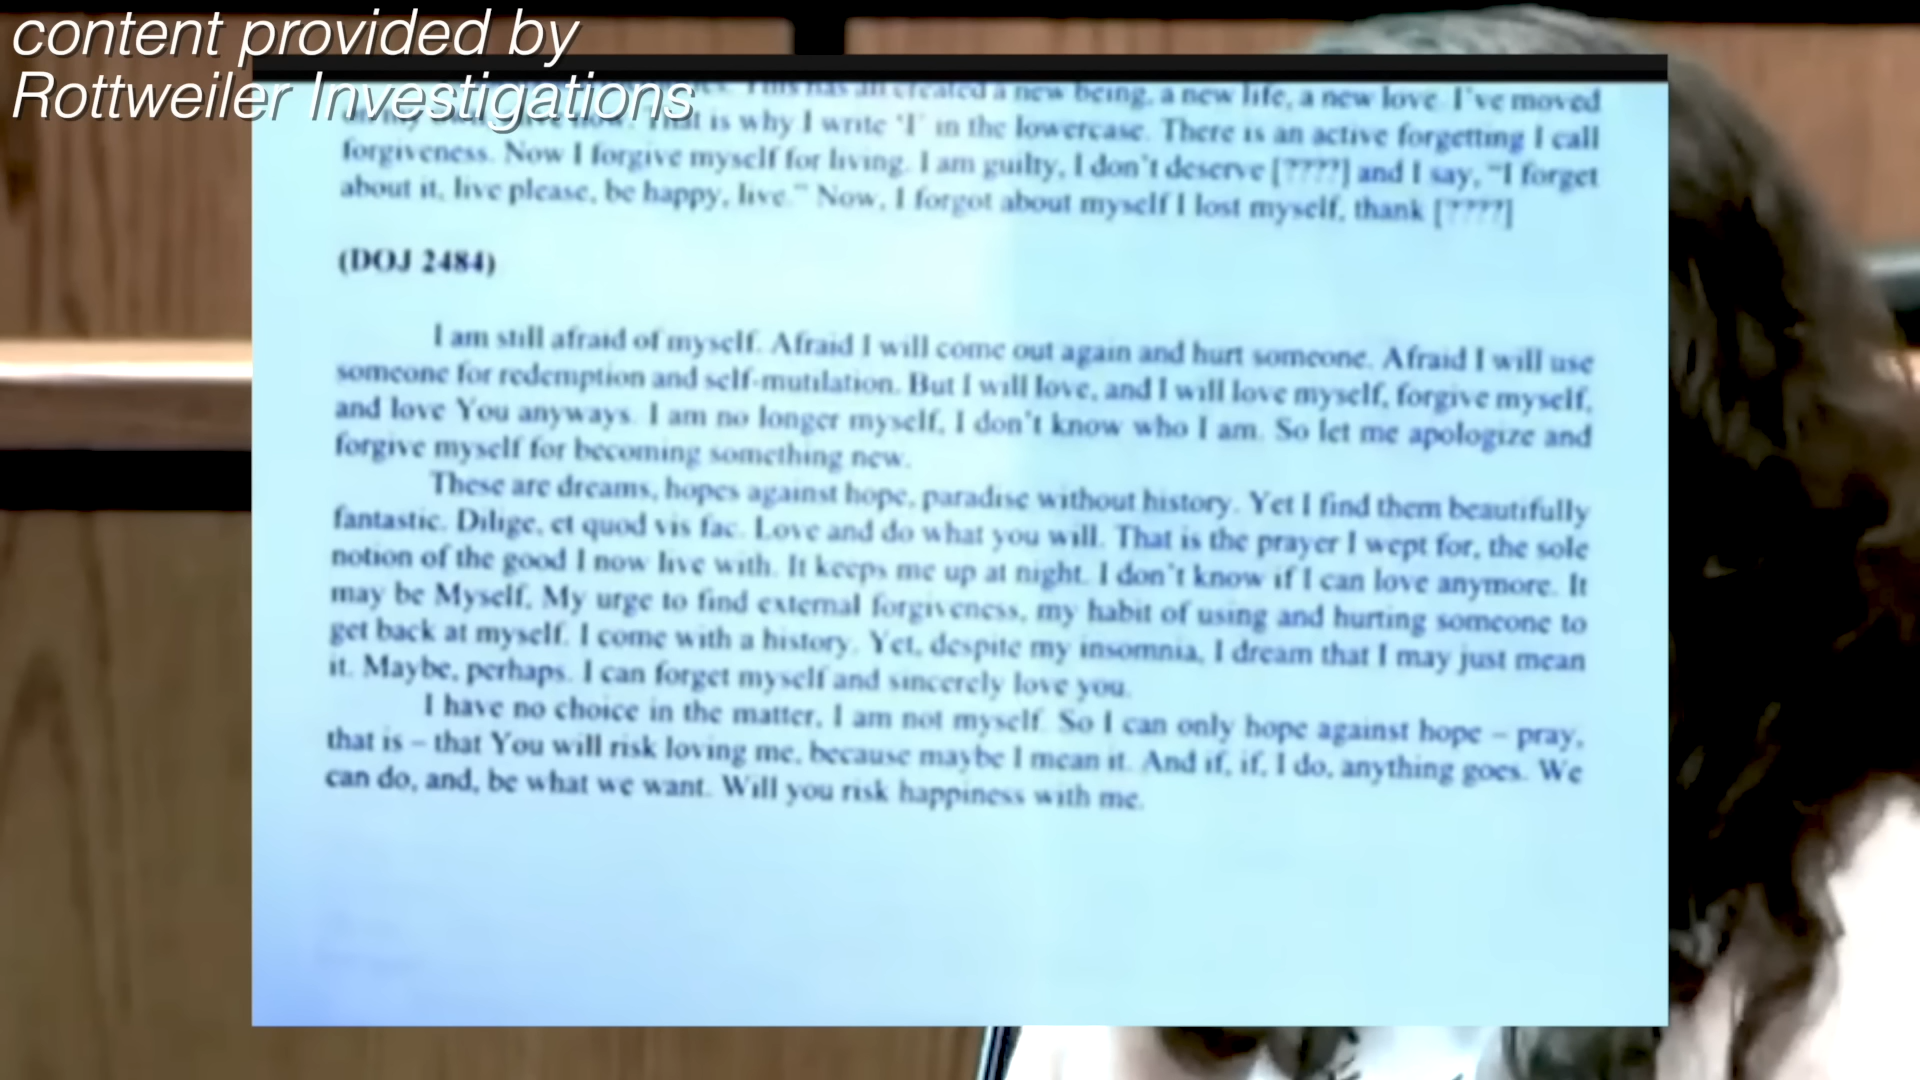 content provided by
Rottweiler Investigations
This has all created a new being, a new life, a new love. I've moved
That is why I write 'I' in the lowercase. There is an active forgetting I call
forgiveness. Now I forgive myself for living. I am guilty, I don't deserve [????] and I say, "I forget
about it, live please, be happy, live." Now, I forgot about myself I lost myself, thank [????]
(DOJ 2484)
I am still afraid of myself. Afraid I will come out again and hurt someone. Afraid I will use
someone for redemption and self-mutilation. But I will love, and I will love myself, forgive myself,
and love You anyways. I am no longer myself, I don't know who I am. So let me apologize and
forgive myself for becoming something new.
These are dreams, hopes against hope, paradise without history. Yet I find them beautifully
fantastic. Dilige, et quod vis fac. Love and do what you will. That is the prayer I wept for, the sole
notion of the good I now live with. It keeps me up at night. I don't know if I can love anymore. It
may be Myself, My urge to find external forgiveness, my habit of using and hurting someone to
get back at myself. I come with a history. Yet, despite my insomnia, I dream that I may just mean
it. Maybe, perhaps. I can forget myself and sincerely love you.
I have no choice in the matter, I am not myself. So I can only hope against hope – pray,
that is – that You will risk loving me, because maybe I mean it. And if, if, I do, anything goes. We
can do, and, be what we want. Will you risk happiness with me.